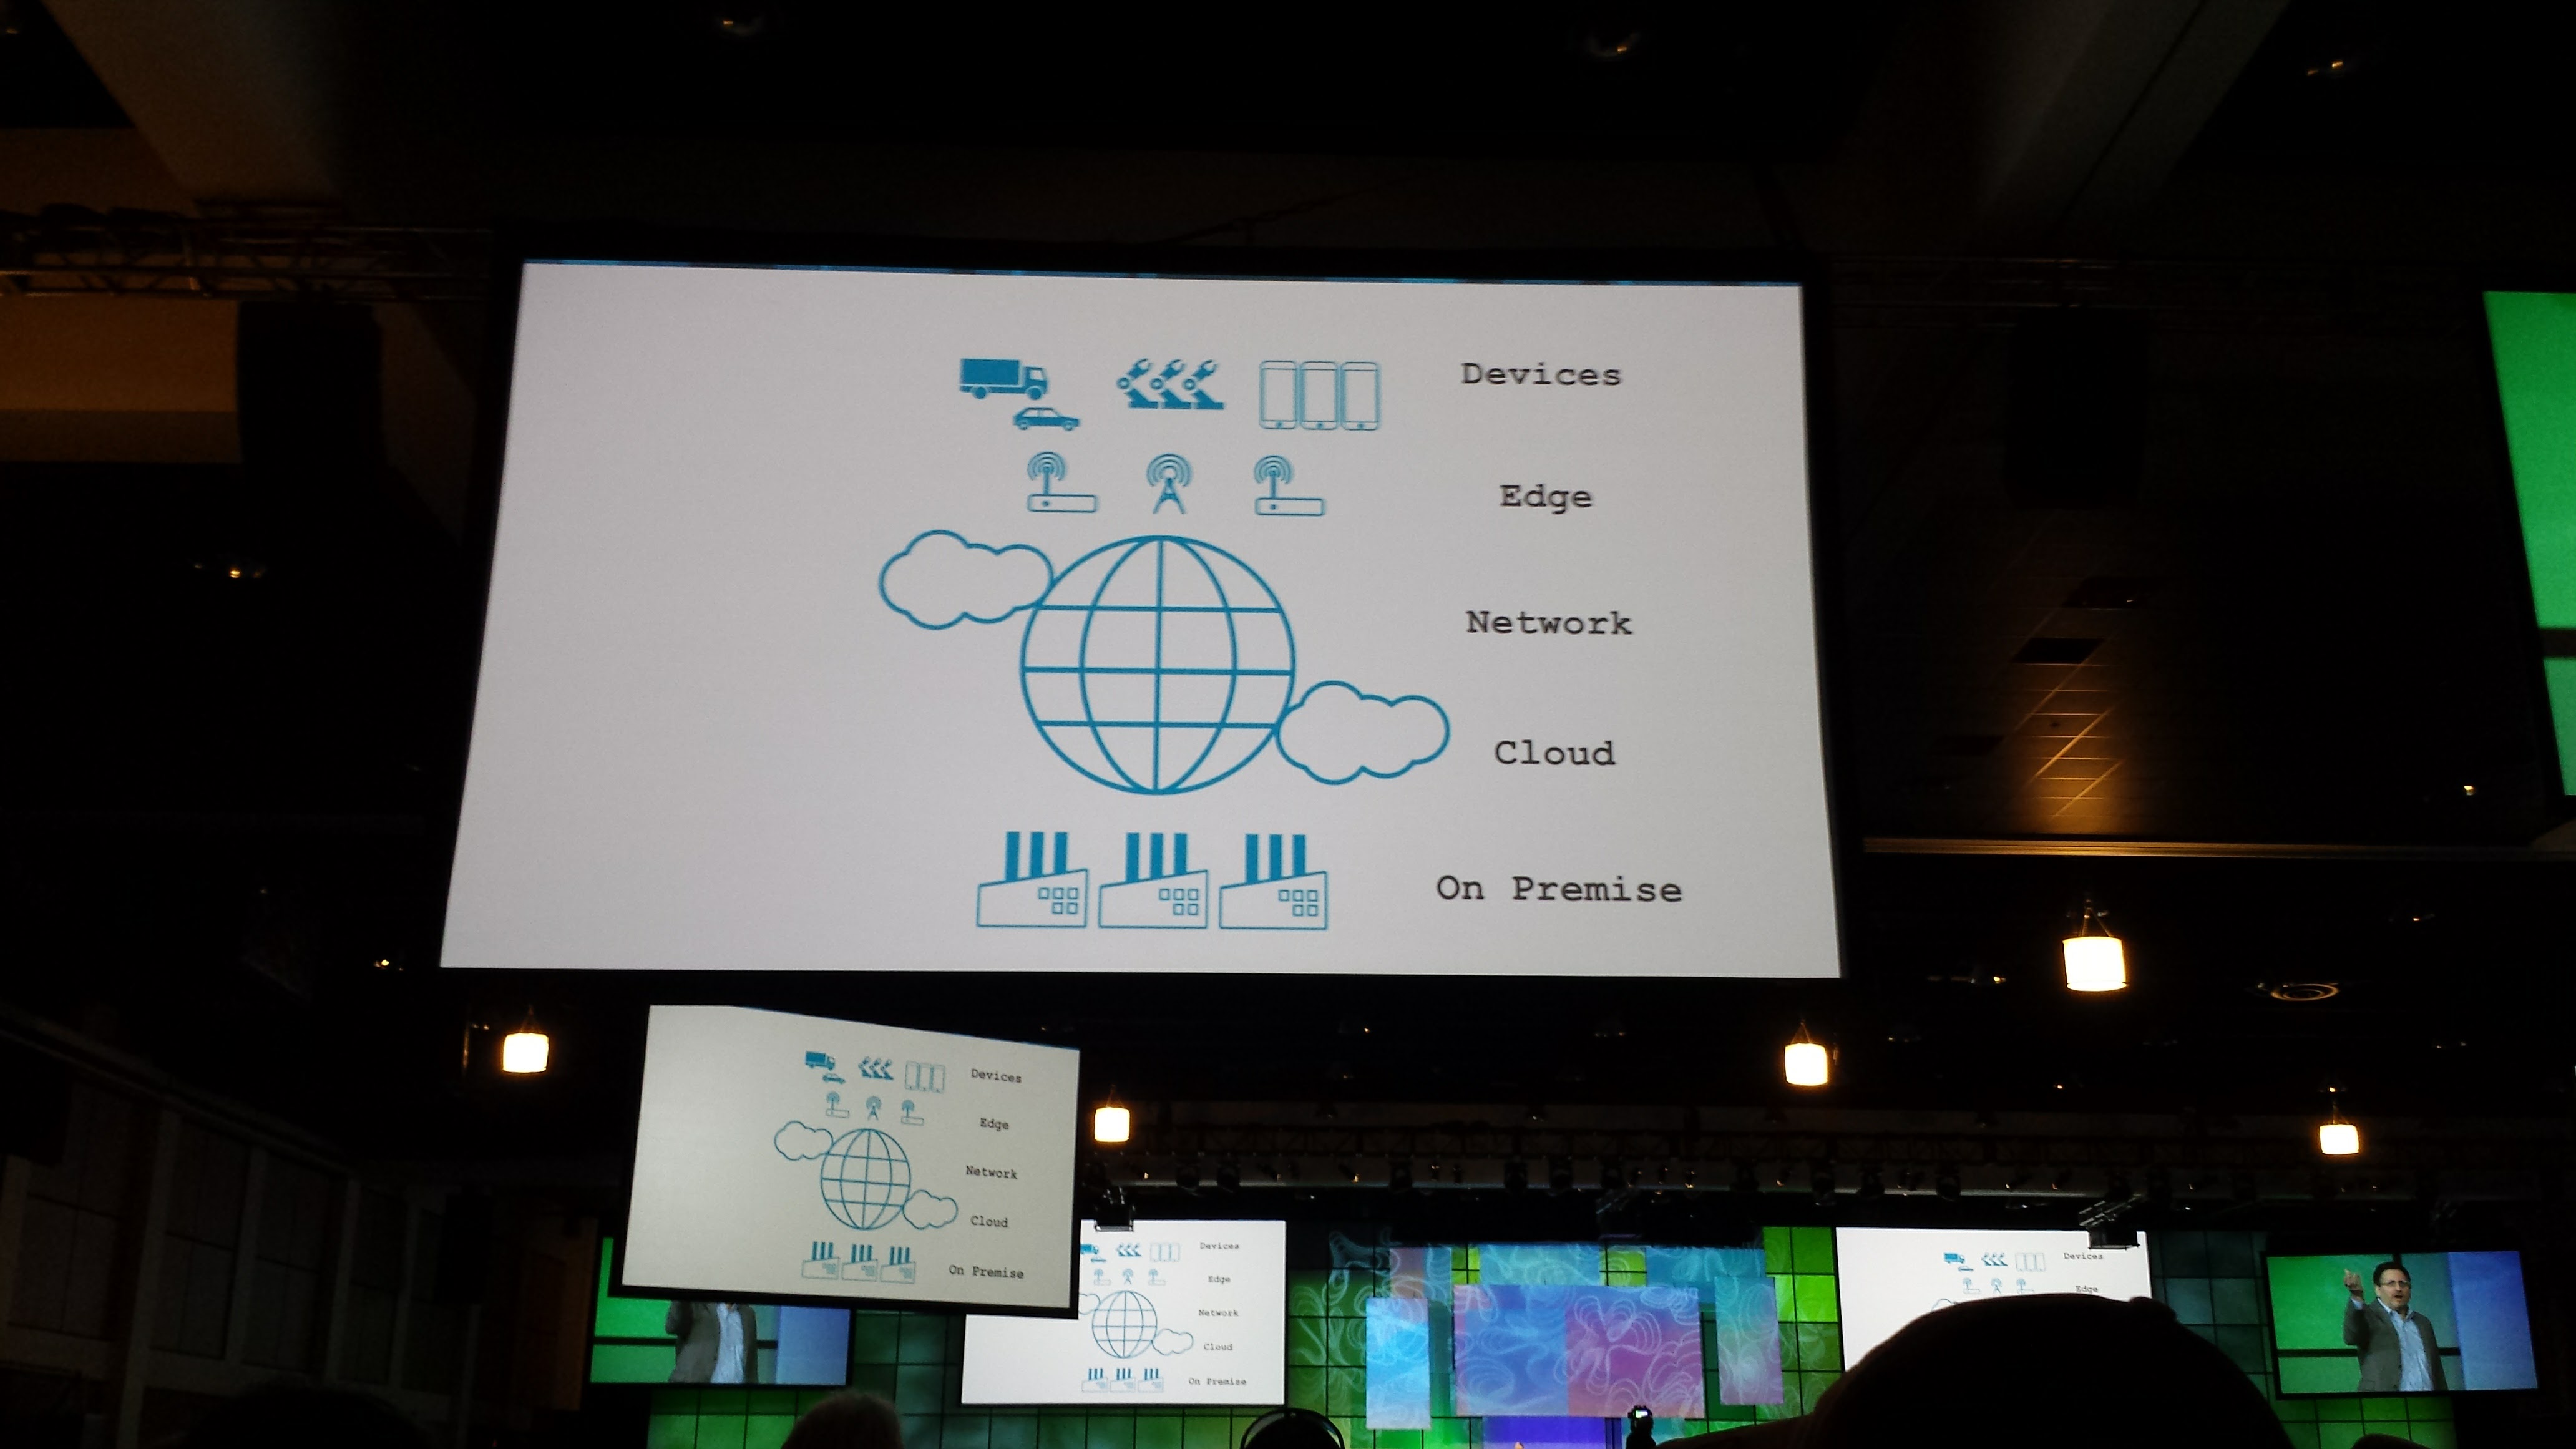 Devices
Edge
Network
Cloud
On Premise
Devices
Edge
Network
Cloud
On Premise
Devices
Edge
Network
Cloud
On Premise
Devices
Edge